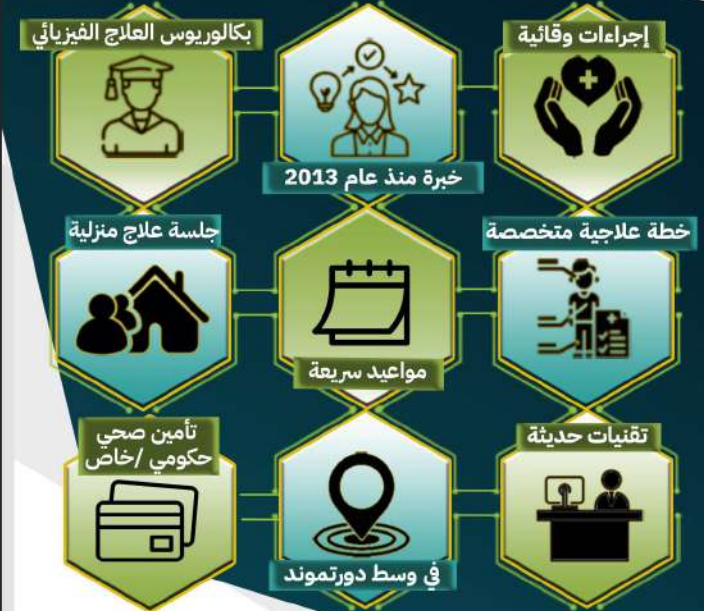 إجراءات وقائية
خبرة منذ عام 2013
بكالوريوس العلاج الفيزيائي
خطة علاجية متخصصة
مواعيد سريعة
جلسة علاج منزلية
تقنيات حديثة
في وسط دورتموند
تأمين صحي
حكومي /خاص